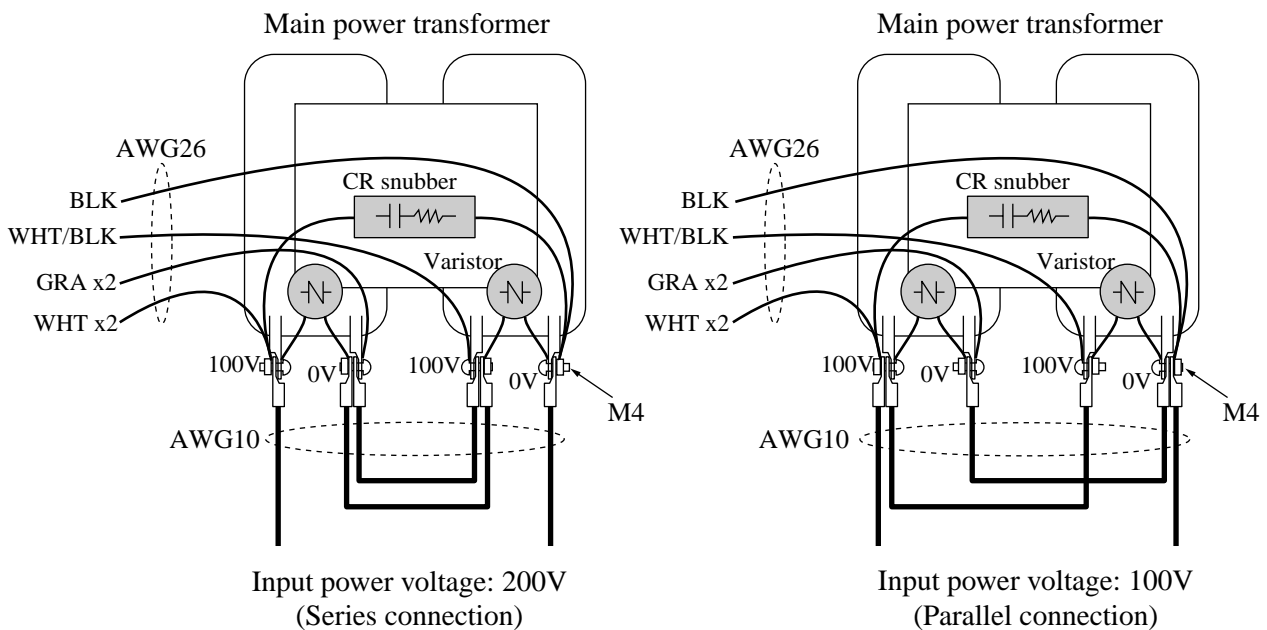 Main power transformer
AWG26
BLK
CR snubber
WHT/BLK
GRA x2
Varistor
WHT x2
100V
0V
100V
0V
M4
AWG10
Input power voltage: 200V
(Series connection)
Main power transformer
AWG26
BLK
CR snubber
WHT/BLK
GRA x2
Varistor
WHT x2
100V
0V
100V
0V
M4
AWG10
Input power voltage: 100V
(Parallel connection)